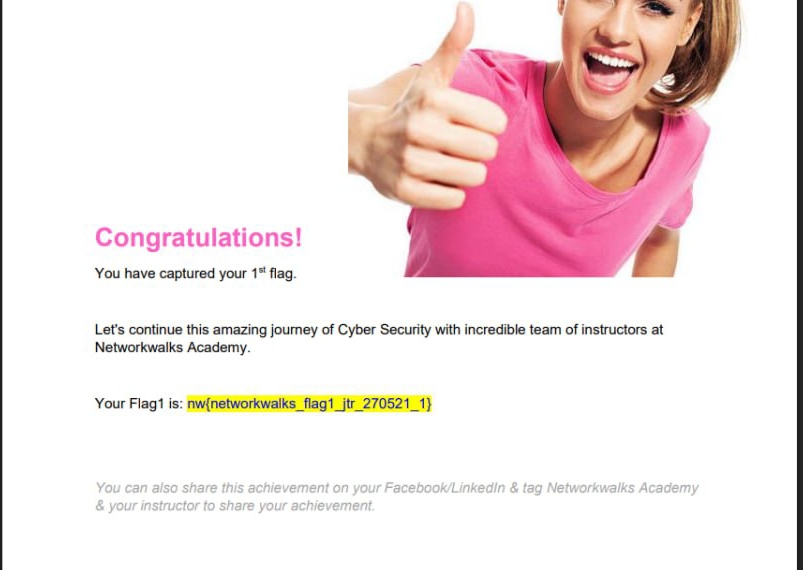 Congratulations!
You have captured your 1st flag.
Let's continue this amazing journey of Cyber Security with incredible team of instructors at
Networkwalks Academy.
Your Flag1 is: nw{networkwalks_flag1_jtr_270521_1}
You can also share this achievement on your Facebook/LinkedIn & tag Networkwalks Academy
& your instructor to share your achievement.